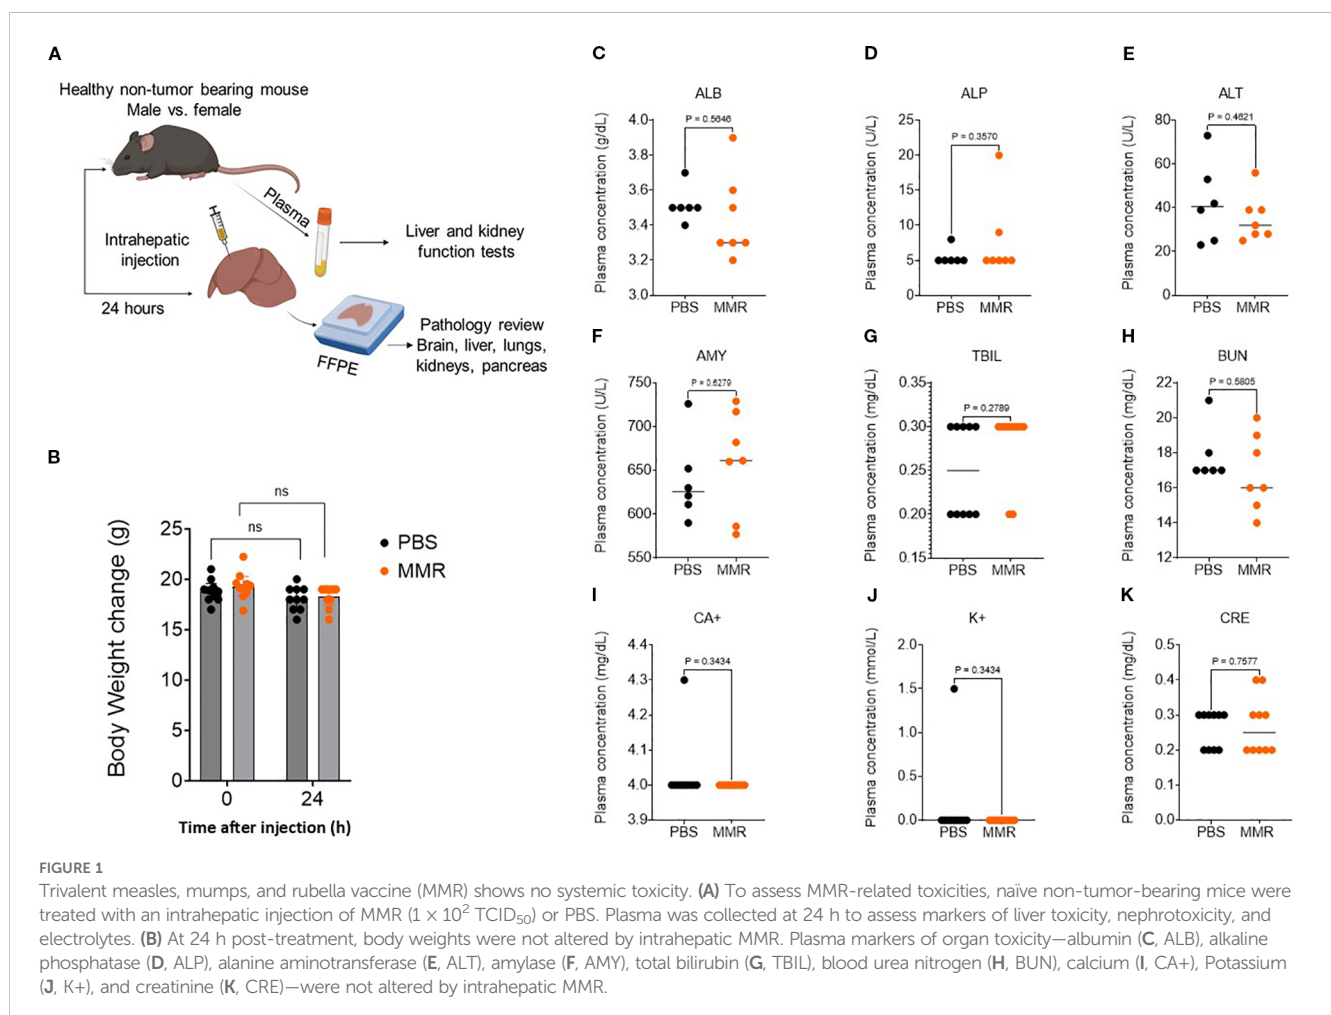 A
Healthy non-tumor bearing mouse
Male vs. female
Plasma
Intrahepatic
injection
24 hours
Liver and kidney
function tests
FFPE
Pathology review
Brain, liver, lungs,
kidneys, pancreas
B
ns
ns
Body Weight change (g)
25
20
15
10
5
0
PBS
MMR
0
24
Time after injection (h)
C
ALB
P = 0.5646
Plasma concentration (g/dL)
4.0
3.8
3.6
3.4
3.2
3.0
PBS
MMR
D
ALP
P = 0.3570
Plasma concentration (U/L)
25
20
15
10
5
0
PBS
MMR
E
ALT
P = 0.4621
Plasma concentration (U/L)
80
60
40
20
0
PBS
MMR
F
AMY
P = 0.6279
Plasma concentration (U/L)
750
700
650
600
550
PBS
MMR
G
TBIL
P = 0.2789
Plasma concentration (mg/dL)
0.35
0.30
0.25
0.20
0.15
PBS
MMR
H
BUN
P = 0.5805
Plasma concentration (mg/dL)
22
20
18
16
14
12
PBS
MMR
I
CA+
P = 0.3434
Plasma concentration (mg/dL)
4.4
4.3
4.2
4.1
4.0
3.9
PBS
MMR
J
K+
P = 0.3434
Plasma concentration (mmol/L)
2.0
1.5
1.0
0.5
0.0
PBS
MMR
K
CRE
P = 0.7577
Plasma concentration (mg/dL)
0.5
0.4
0.3
0.2
0.1
0.0
PBS
MMR
FIGURE 1
Trivalent measles, mumps, and rubella vaccine (MMR) shows no systemic toxicity. (A) To assess MMR-related toxicities, naïve non-tumor-bearing mice were
treated with an intrahepatic injection of MMR (1 × 10² TCID₅₀) or PBS. Plasma was collected at 24 h to assess markers of liver toxicity, nephrotoxicity, and
electrolytes. (B) At 24 h post-treatment, body weights were not altered by intrahepatic MMR. Plasma markers of organ toxicity—albumin (C, ALB), alkaline
phosphatase (D, ALP), alanine aminotransferase (E, ALT), amylase (F, AMY), total bilirubin (G, TBIL), blood urea nitrogen (H, BUN), calcium (I, CA+), Potassium
(J, K+), and creatinine (K, CRE)—were not altered by intrahepatic MMR.